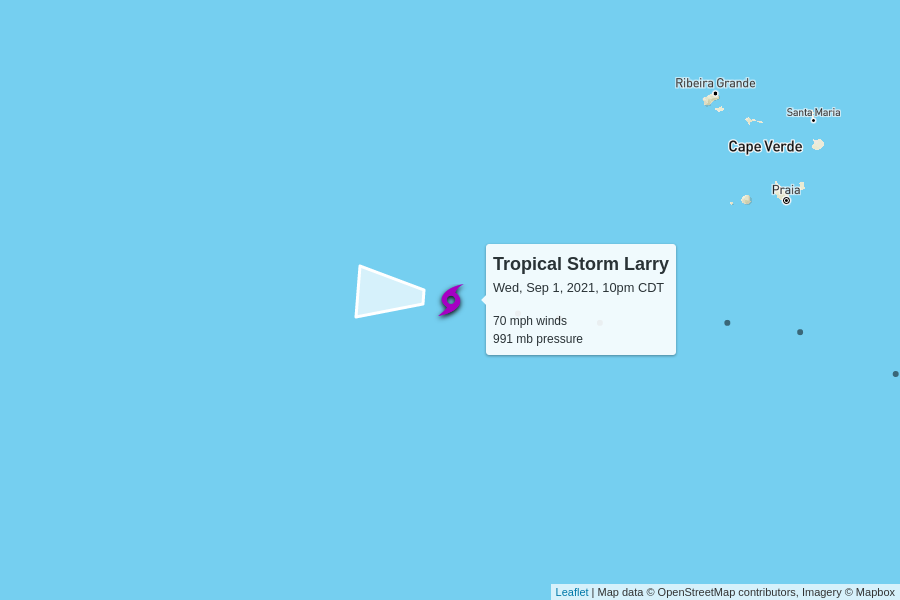 Ribeira Grande
Santa Maria
Cape Verde
Praia
Tropical Storm Larry
Wed, Sep 1, 2021, 10pm CDT
70 mph winds
991 mb pressure
Leaflet | Map data © OpenStreetMap contributors, Imagery © Mapbox